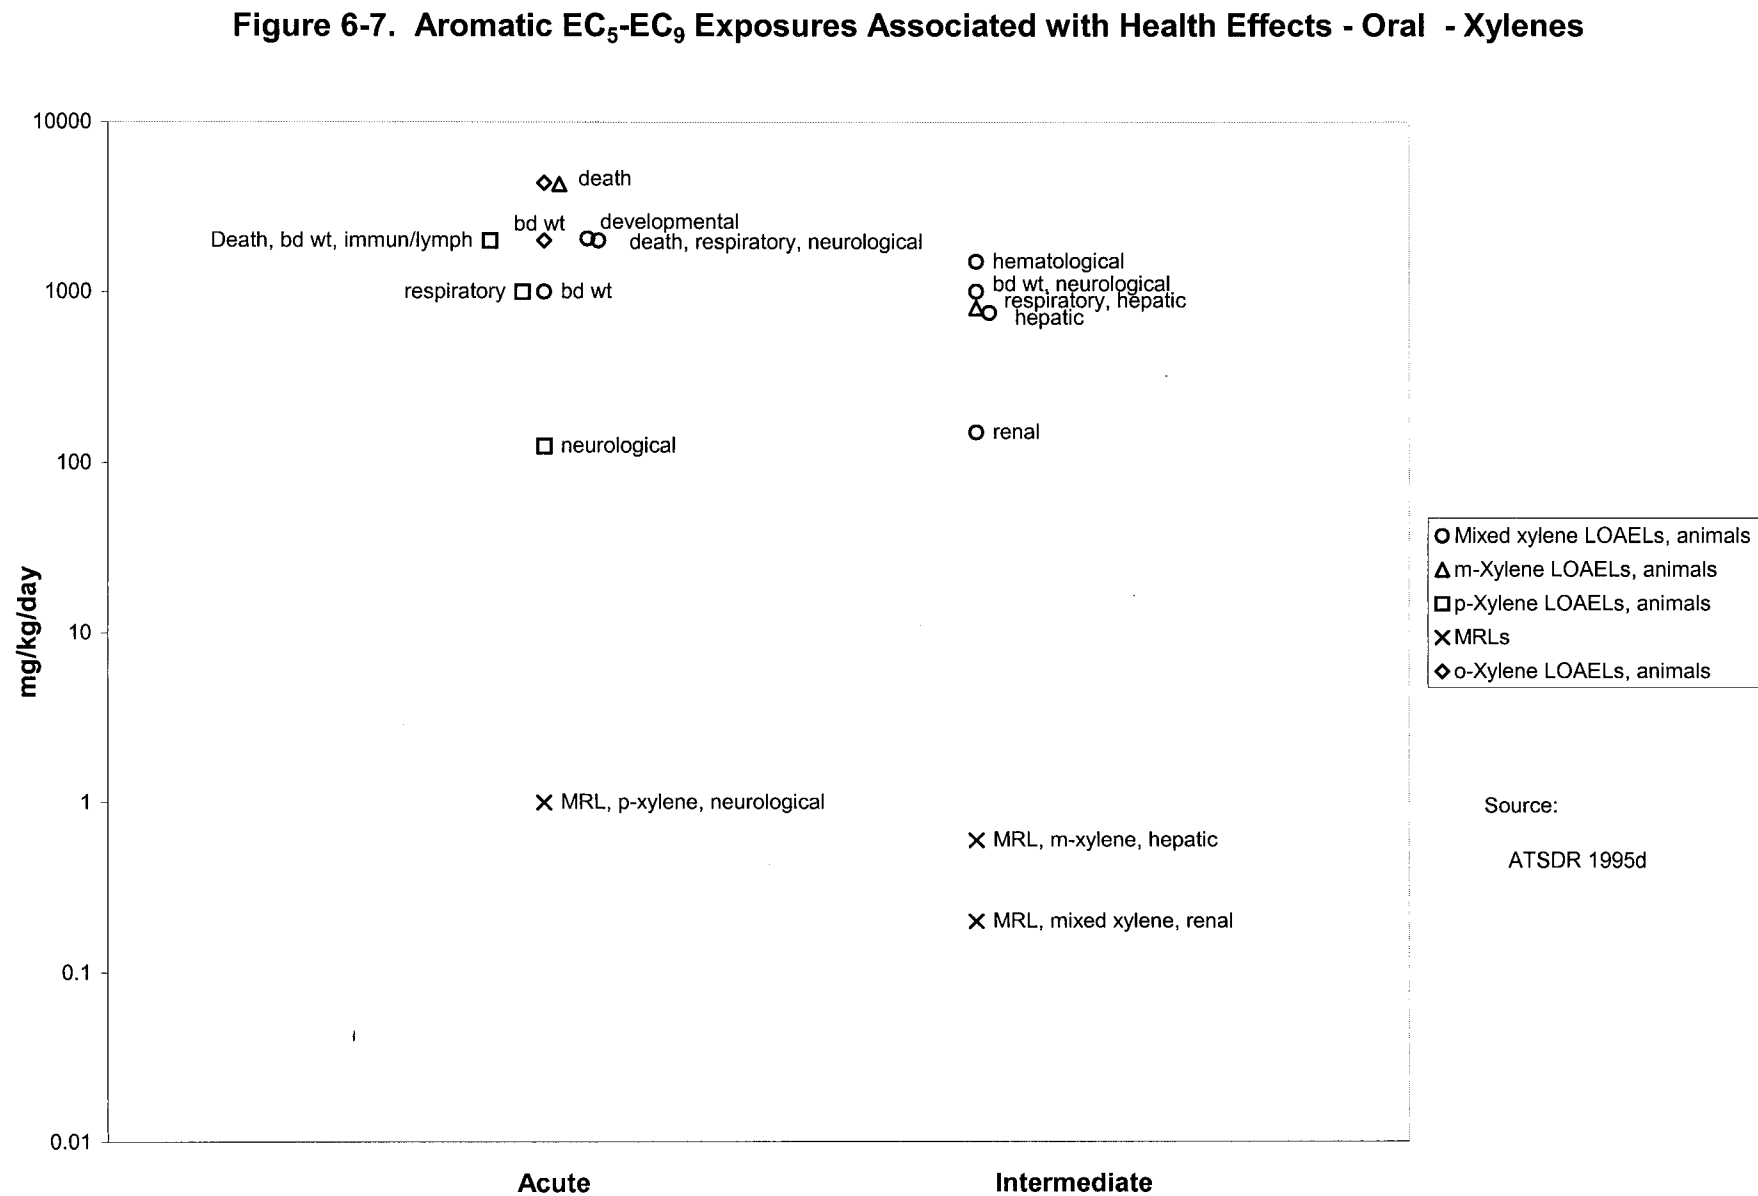 Figure 6-7. Aromatic EC5-EC9 Exposures Associated with Health Effects - Oral - Xylenes
10000
death
bd wt
developmental
Death, bd wt, immun/lymph
death, respiratory, neurological
hematological
1000
respiratory
bd wt
bd wt, neurological
respiratory, hepatic
hepatic
renal
neurological
100
Mixed xylene LOAELs, animals
m-Xylene LOAELs, animals
p-Xylene LOAELs, animals
MRLs
o-Xylene LOAELs, animals
mg/kg/day
10
1
MRL, p-xylene, neurological
Source:
MRL, m-xylene, hepatic
ATSDR 1995d
MRL, mixed xylene, renal
0.1
0.01
Acute
Intermediate